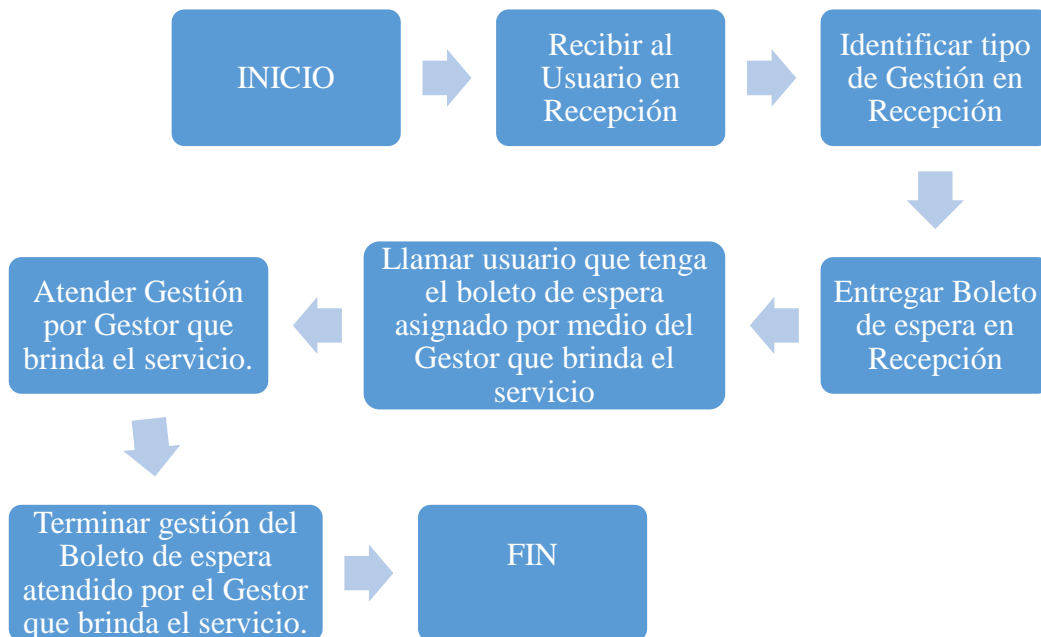 INICIO
Recibir al
Usuario en
Recepción
Identificar tipo
de Gestión en
Recepción
Entregar Boleto
de espera en
Recepción
Llamar usuario que tenga
el boleto de espera
asignado por medio del
Gestor que brinda el
servicio
Atender Gestión
por Gestor que
brinda el servicio.
Terminar gestión del
Boleto de espera
atendido por el Gestor
que brinda el servicio.
FIN